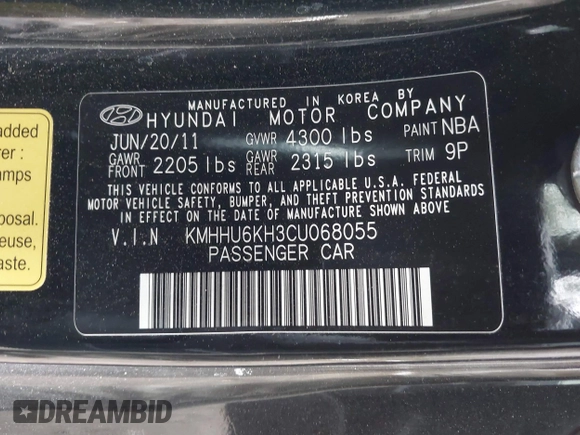 MANUFACTURED IN KOREA BY
HYUNDAI MOTOR COMPANY
JUN/20/11 GVWR 4300 lbs PAINT NBA
GAWR FRONT 2205 lbs GAWR REAR 2315 lbs TRIM 9P
THIS VEHICLE CONFORMS TO ALL APPLICABLE U.S.A. FEDERAL
MOTOR VEHICLE SAFETY, BUMPER, AND THEFT PREVENTION STANDARDS
IN EFFECT ON THE DATE OF MANUFACTURE SHOWN ABOVE
V.I.N KMHHU6KH3CU068055
PASSENGER CAR
added
rer :
amps
posal.
euse,
aste.
DREAMBID